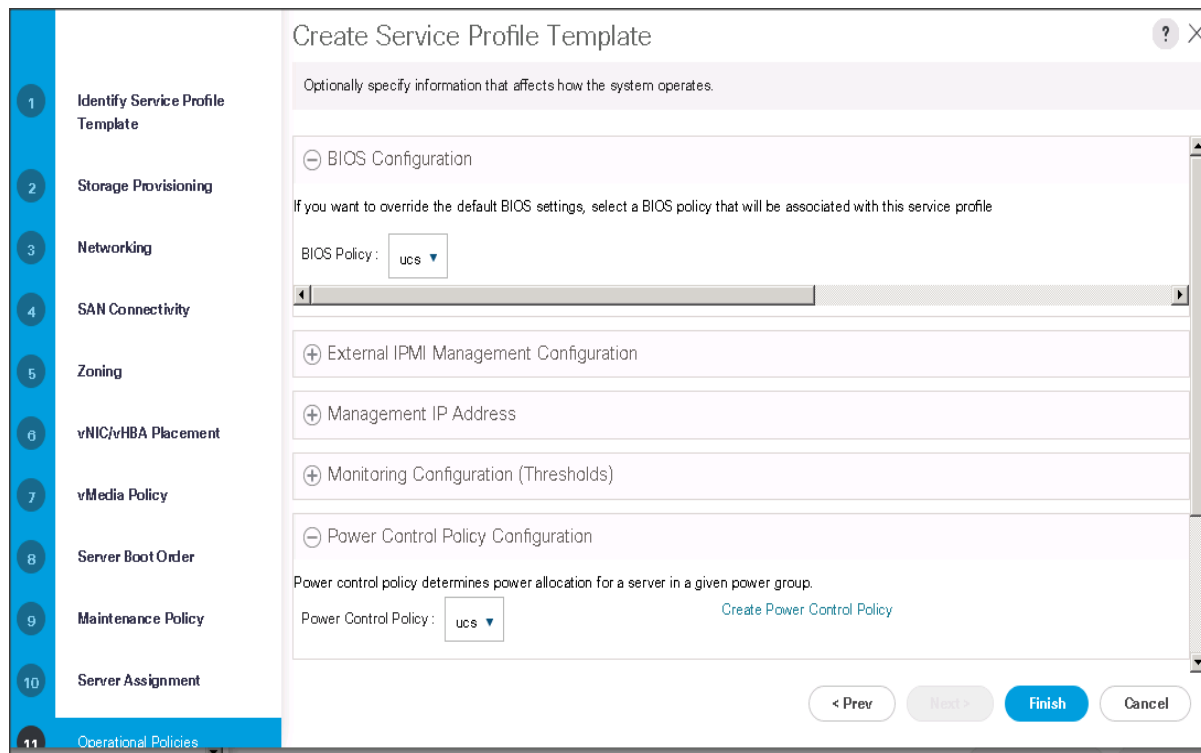 Create Service Profile Template
?
Optionally specify information that affects how the system operates.
1
Identify Service Profile
Template
2
Storage Provisioning
3
Networking
4
SAN Connectivity
5
Zoning
6
vNIC/vHBA Placement
7
vMedia Policy
8
Server Boot Order
9
Maintenance Policy
10
Server Assignment
11
Operational Policies
BIOS Configuration
If you want to override the default BIOS settings, select a BIOS policy that will be associated with this service profile
BIOS Policy : ucs
External IPMI Management Configuration
Management IP Address
Monitoring Configuration (Thresholds)
Power Control Policy Configuration
Power control policy determines power allocation for a server in a given power group.
Power Control Policy : ucs Create Power Control Policy
< Prev Next > Finish Cancel